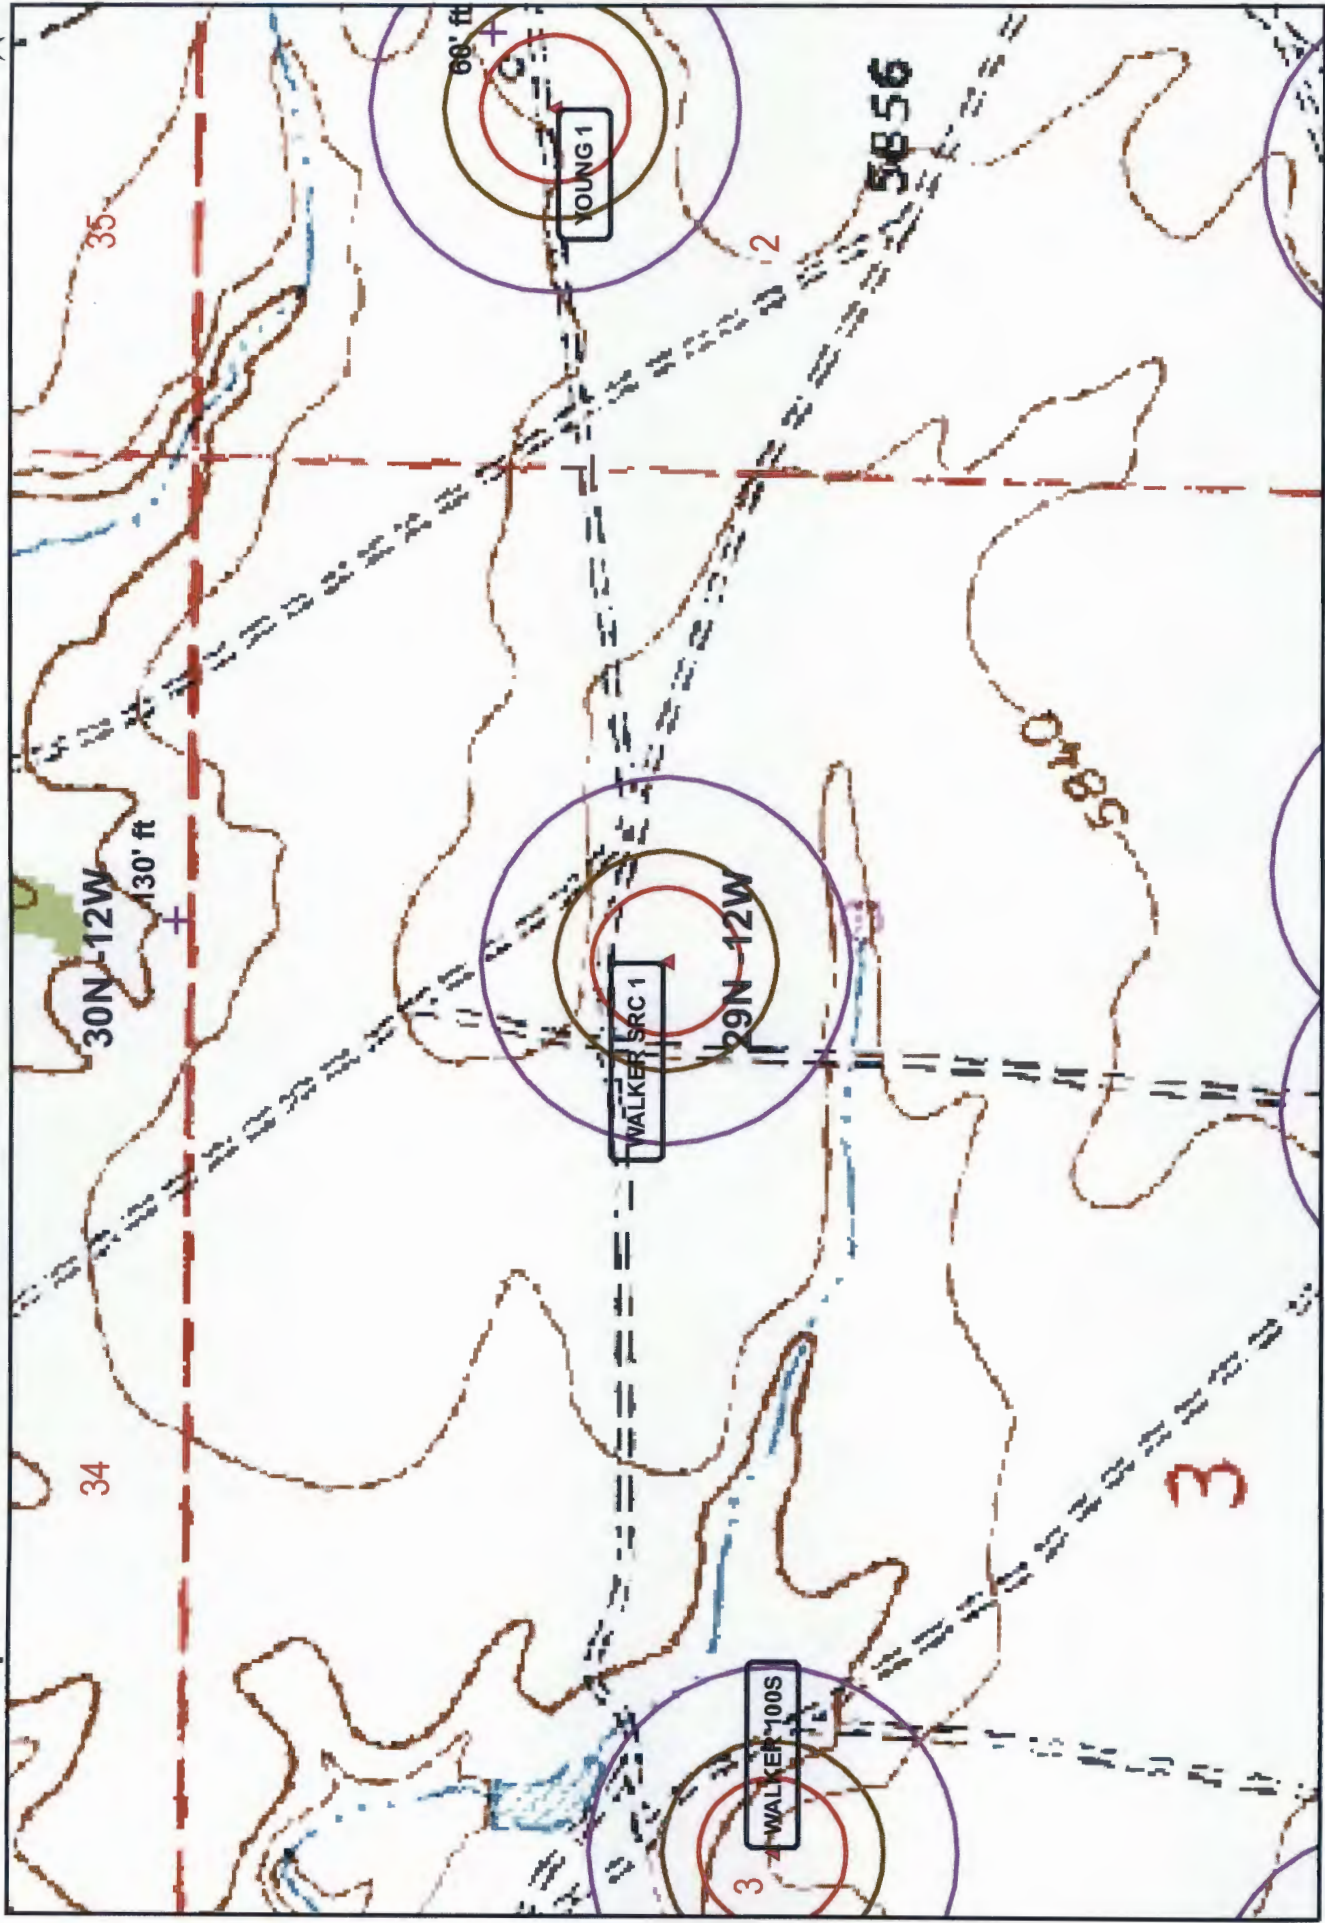 34
30N -12W
130' ft
35
60' ft
WALKER 100S
3
WALKER SRC 1
29N -12W
YOUNG 1
2
5856
5840
3